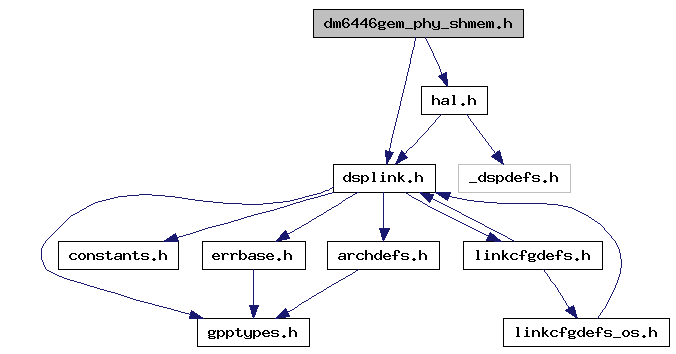 dm6446gem_phy_shmem.h
hal.h
dsplink.h
_dspdefs.h
constants.h
errbase.h
archdefs.h
linkcfgdefs.h
gpptypes.h
linkcfgdefs_os.h